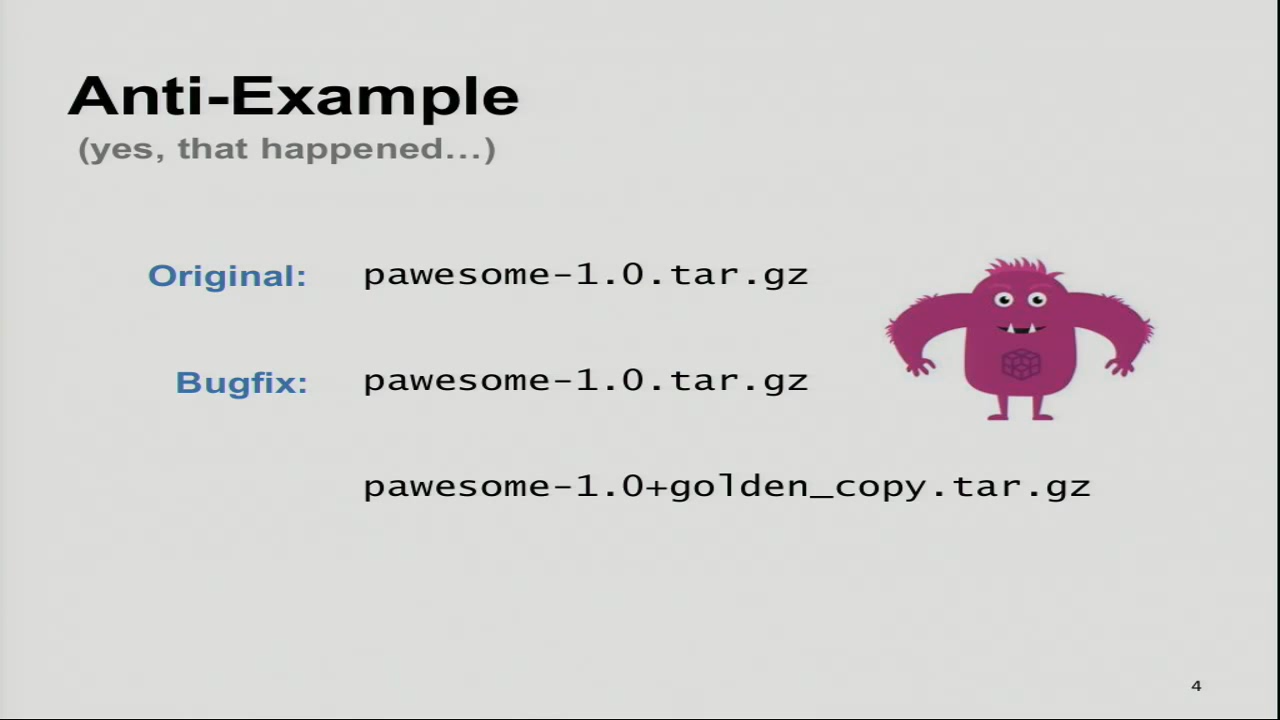 Anti-Example
(yes, that happened...)
Original: pawesome-1.0.tar.gz
Bugfix: pawesome-1.0.tar.gz
pawesome-1.0+golden_copy.tar.gz
4